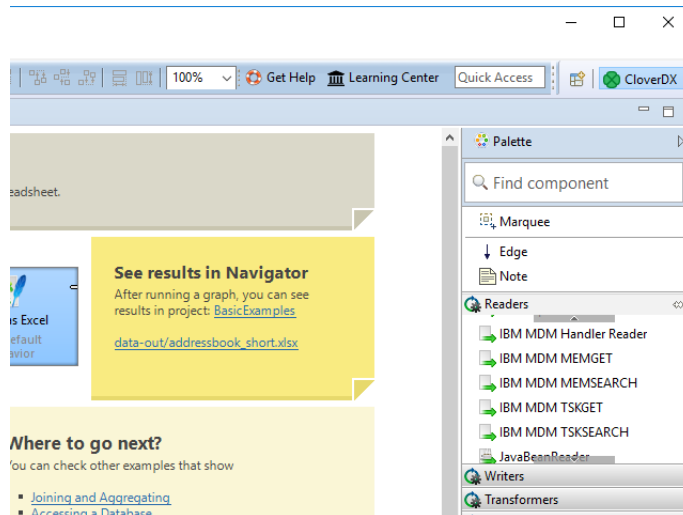 100%
Get Help
Learning Center
Quick Access
CloverDX
eadsheet.
See results in Navigator
After running a graph, you can see
results in project: BasicExamples
data-out/addressbook_short.xlsx
s Excel
efault
avior
Where to go next?
You can check other examples that show
Joining and Aggregating
Accessing a Database
Palette
Find component
Marquee
Edge
Note
Readers
IBM MDM Handler Reader
IBM MDM MEMGET
IBM MDM MEMSEARCH
IBM MDM TSKGET
IBM MDM TSKSEARCH
JavaBeanReader
Writers
Transformers